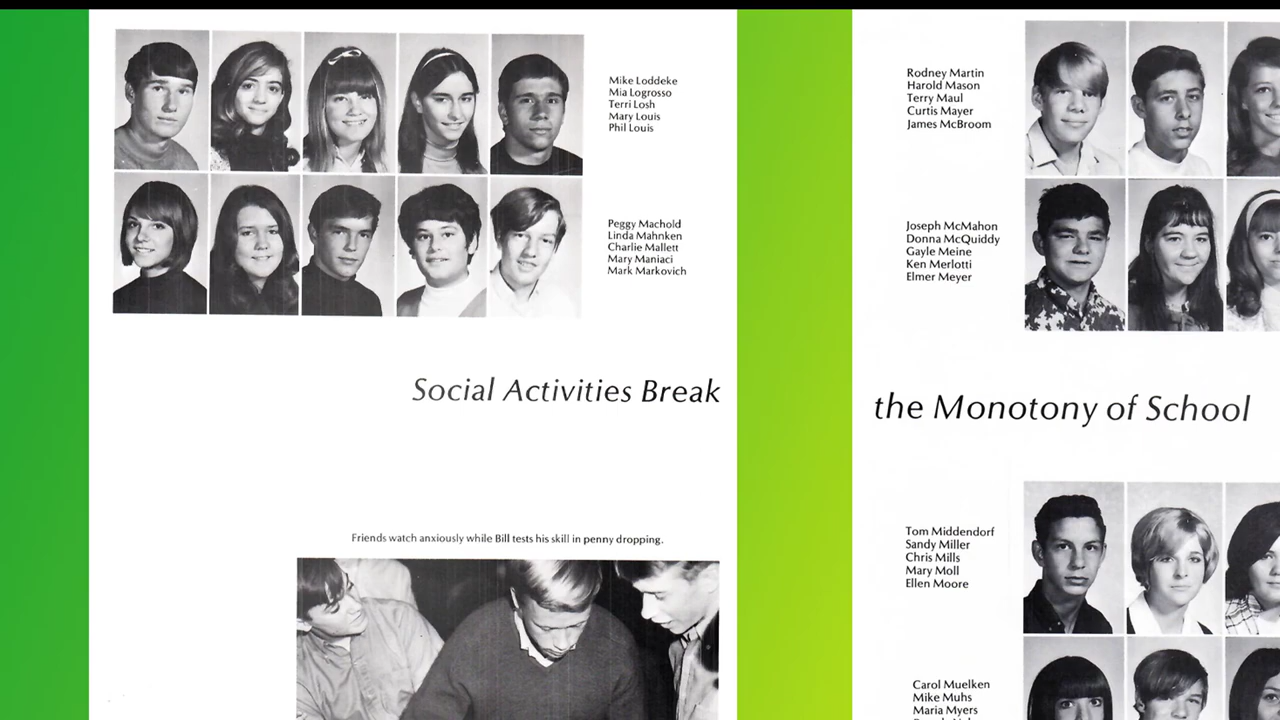 Mike Loddeke
Mia Logrosso
Terri Losh
Mary Louis
Phil Louis
Peggy Machold
Linda Mahnken
Charlie Mallett
Mary Maniaci
Mark Markovich
Social Activities Break
Friends watch anxiously while Bill tests his skill in penny dropping.
Rodney Martin
Harold Mason
Terry Maul
Curtis Mayer
James McBroom
Joseph McMahon
Donna McQuiddy
Gayle Meine
Ken Merlotti
Elmer Meyer
the Monotony of School
Tom Middendorf
Sandy Miller
Chris Mills
Mary Moll
Ellen Moore
Carol Muelken
Mike Muhs
Maria Myers